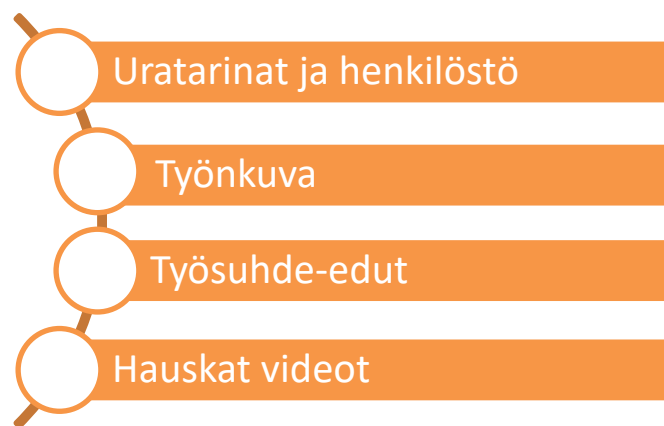 Uratarinat ja henkilöstö
Työnkuva
Työsuhde-edut
Hauskat videot